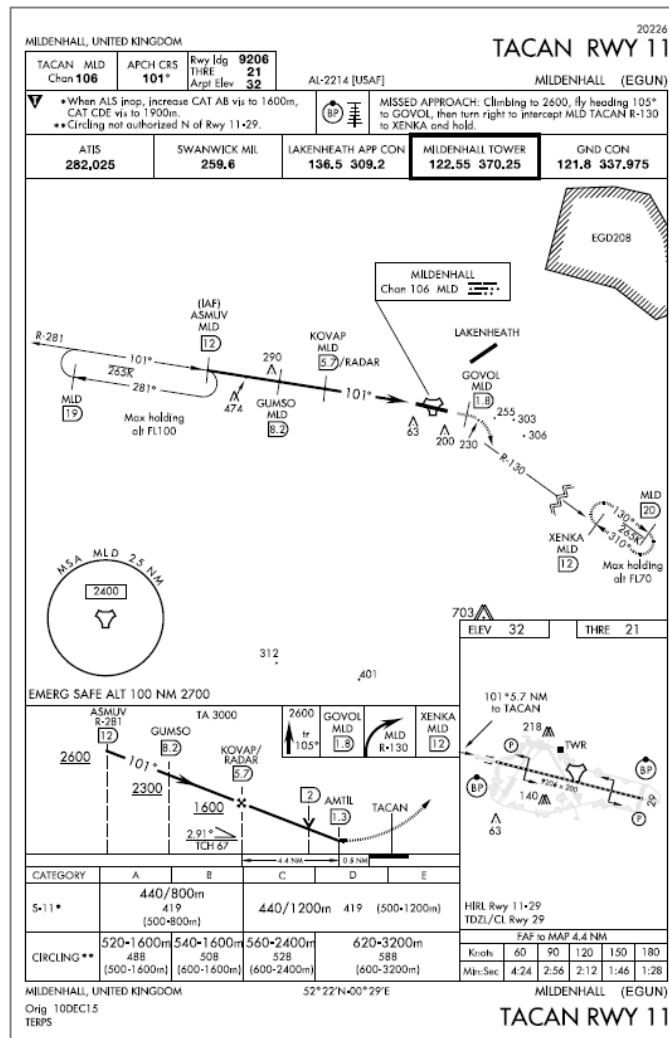 20226
MILDENHALL, UNITED KINGDOM
TACAN RWY 11
TACAN MLD
Chan 106
APCH CRS
101°
Rwy ldg 9206
THRE 21
Arpt Elev 32
AL-2214 [USAF]
MILDENHALL (EGUN)
T
*When ALS inop, increase CAT AB vis to 1600m,
CAT CDE vis to 1900m.
**Circling not authorized N of Rwy 11-29.
BP
MISSED APPROACH: Climbing to 2600, fly heading 105°
to GOVOL, then turn right to intercept MLD TACAN R-130
to XENKA and hold.
ATIS
282.025
SWANWICK MIL
259.6
LAKENHEATH APP CON
136.5 309.2
MILDENHALL TOWER
122.55 370.25
GND CON
121.8 337.975
EGD208
MILDENHALL
Chan 106 MLD
(IAF)
ASMUV
MLD
12
R-281
101°
265K
281°
MLD
19
Max holding
alt FL100
290
474
GUMSO
MLD
8.2
KOVAP
MLD
5.7/RADAR
101°
LAKENHEATH
GOVOL
MLD
1.8
255
303
306
63
200
230
R-130
MLD
20
130°
265K
310°
XENKA
MLD
12
Max holding
alt FL70
MSA MLD 25 NM
2400
703
312
401
EMERG SAFE ALT 100 NM 2700
ELEV 32
THRE 21
101° 5.7 NM
to TACAN
218
TWR
P
BP
9206 x 200
BP
29
140
P
63
HIRL Rwy 11-29
TDZL/CL Rwy 29
ASMUV
R-281
12
TA 3000
GUMSO
8.2
KOVAP/
RADAR
5.7
2600
101°
2300
1600
2.91°
TCH 67
2600
tr
105°
GOVOL
1.8
MLD
R-130
XENKA
MLD
12
2
AMTIL
1.3
TACAN
4.4 NM
0.8 NM
CATEGORY A B C D E
S-11* 440/800m 419 (500-800m) 440/1200m 419 (500-1200m)
CIRCLING** 520-1600m 488 (500-1600m) 540-1600m 508 (600-1600m) 560-2400m 528 (600-2400m) 620-3200m 588 (600-3200m)
FAF to MAP 4.4 NM
Knots 60 90 120 150 180
Min:Sec 4:24 2:56 2:12 1:46 1:28
MILDENHALL, UNITED KINGDOM
52°22'N-00°29'E
MILDENHALL (EGUN)
Orig 10DEC15
TERPS
TACAN RWY 11